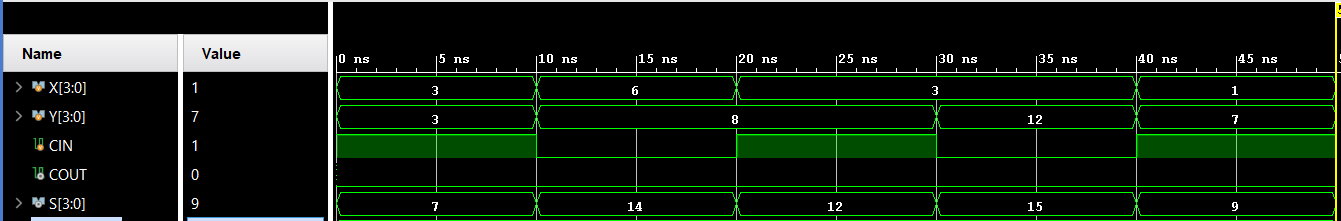 Name Value
0 ns 5 ns 10 ns 15 ns 20 ns 25 ns 30 ns 35 ns 40 ns 45 ns
X[3:0] 1 3 6 3 1
Y[3:0] 7 3 8 12 7
CIN 1
COUT 0
S[3:0] 9 7 14 12 15 9